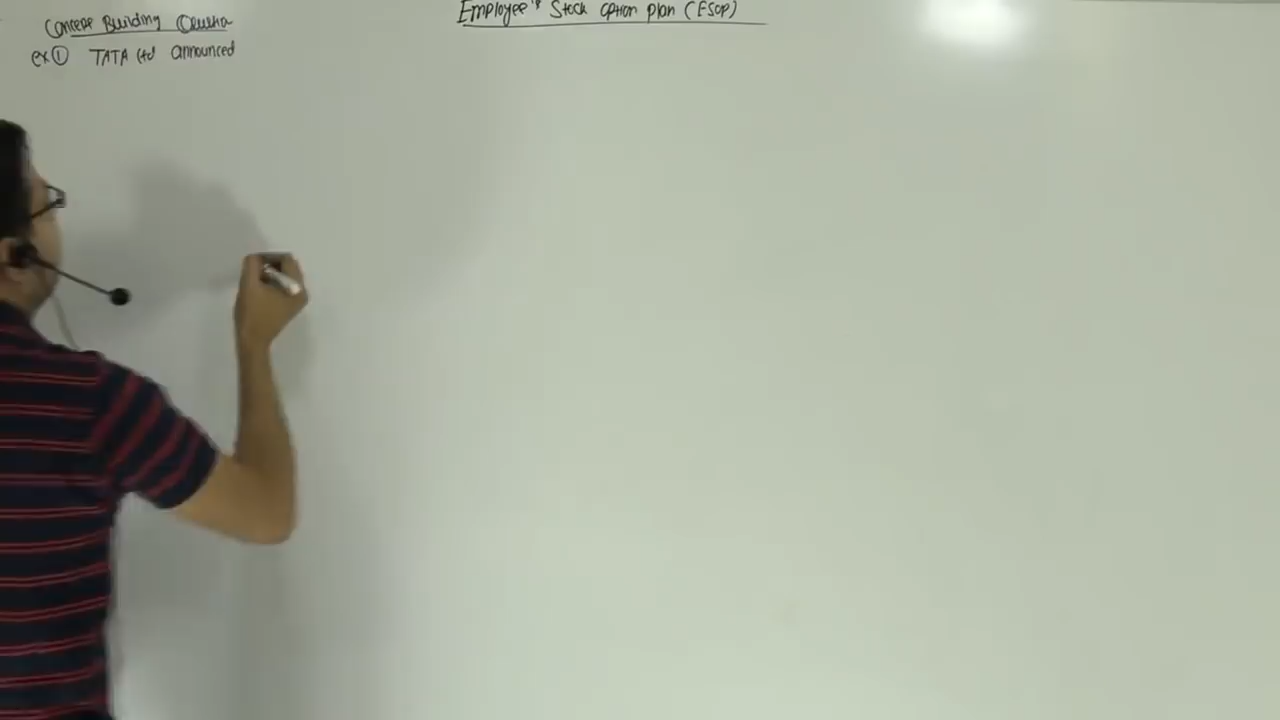 Employee's Stock option plan (ESOP)
Concept Building Question
ex① TATA Ltd announced